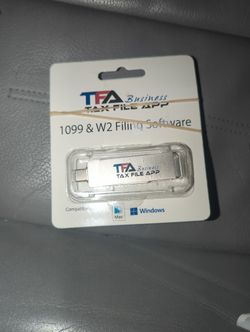 TFA Business
TAX FILE APP
1099 & W2 Filing Software
TFA Business
TAX FILE APP
Mac
Windows